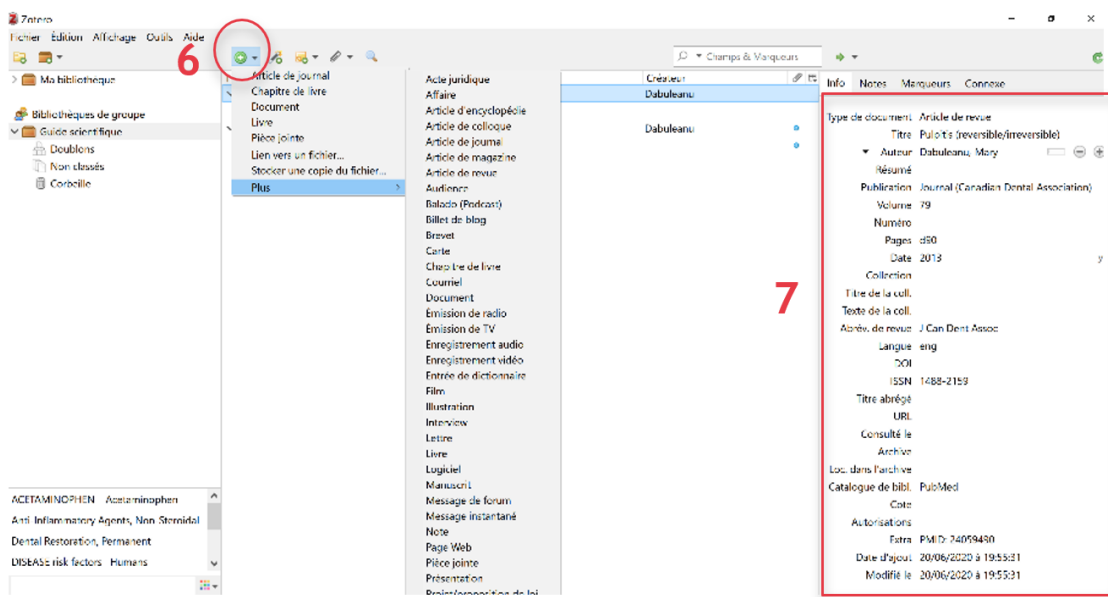 Zotero
Fichier Édition Affichage Outils Aide
6
Champs & Marqueurs
Ma bibliothèque
Bibliothèques de groupe
Guide scientifique
Doublons
Non classés
Corbeille
Article de journal
Chapitre de livre
Document
Livre
Pièce jointe
Lien vers un fichier...
Stocker une copie du fichier...
Plus
Acte juridique
Affaire
Article d'encyclopédie
Article de colloque
Article de journal
Article de magazine
Article de revue
Audience
Balado (Podcast)
Billet de blog
Brevet
Carte
Chapitre de livre
Courriel
Document
Émission de radio
Émission de TV
Enregistrement audio
Enregistrement vidéo
Entrée de dictionnaire
Film
Illustration
Interview
Lettre
Livre
Logiciel
Manuscrit
Message de forum
Message instantané
Note
Page Web
Pièce jointe
Présentation
Projet/proposition de loi
Créateur
Dabuleanu
Dabuleanu
7
Info Notes Marqueurs Connexe
Type de document Article de revue
Titre Pulpitis (reversible/irreversible)
Auteur Dabuleanu, Mary
Résumé
Publication Journal (Canadian Dental Association)
Volume 79
Numéro
Pages d90
Date 2013 y
Collection
Titre de la coll.
Texte de la coll.
Abrév. de revue J Can Dent Assoc
Langue eng
DOI
ISSN 1488-2159
Titre abrégé
URL
Consulté le
Archive
Loc. dans l'archive
Catalogue de bibl. PubMed
Cote
Autorisations
Extra PMID: 24059490
Date d'ajout 20/06/2020 à 19:55:31
Modifié le 20/06/2020 à 19:55:31
ACETAMINOPHEN Acetaminophen
Anti-Inflammatory Agents, Non-Steroidal
Dental Restoration, Permanent
DISEASE risk factors Humans